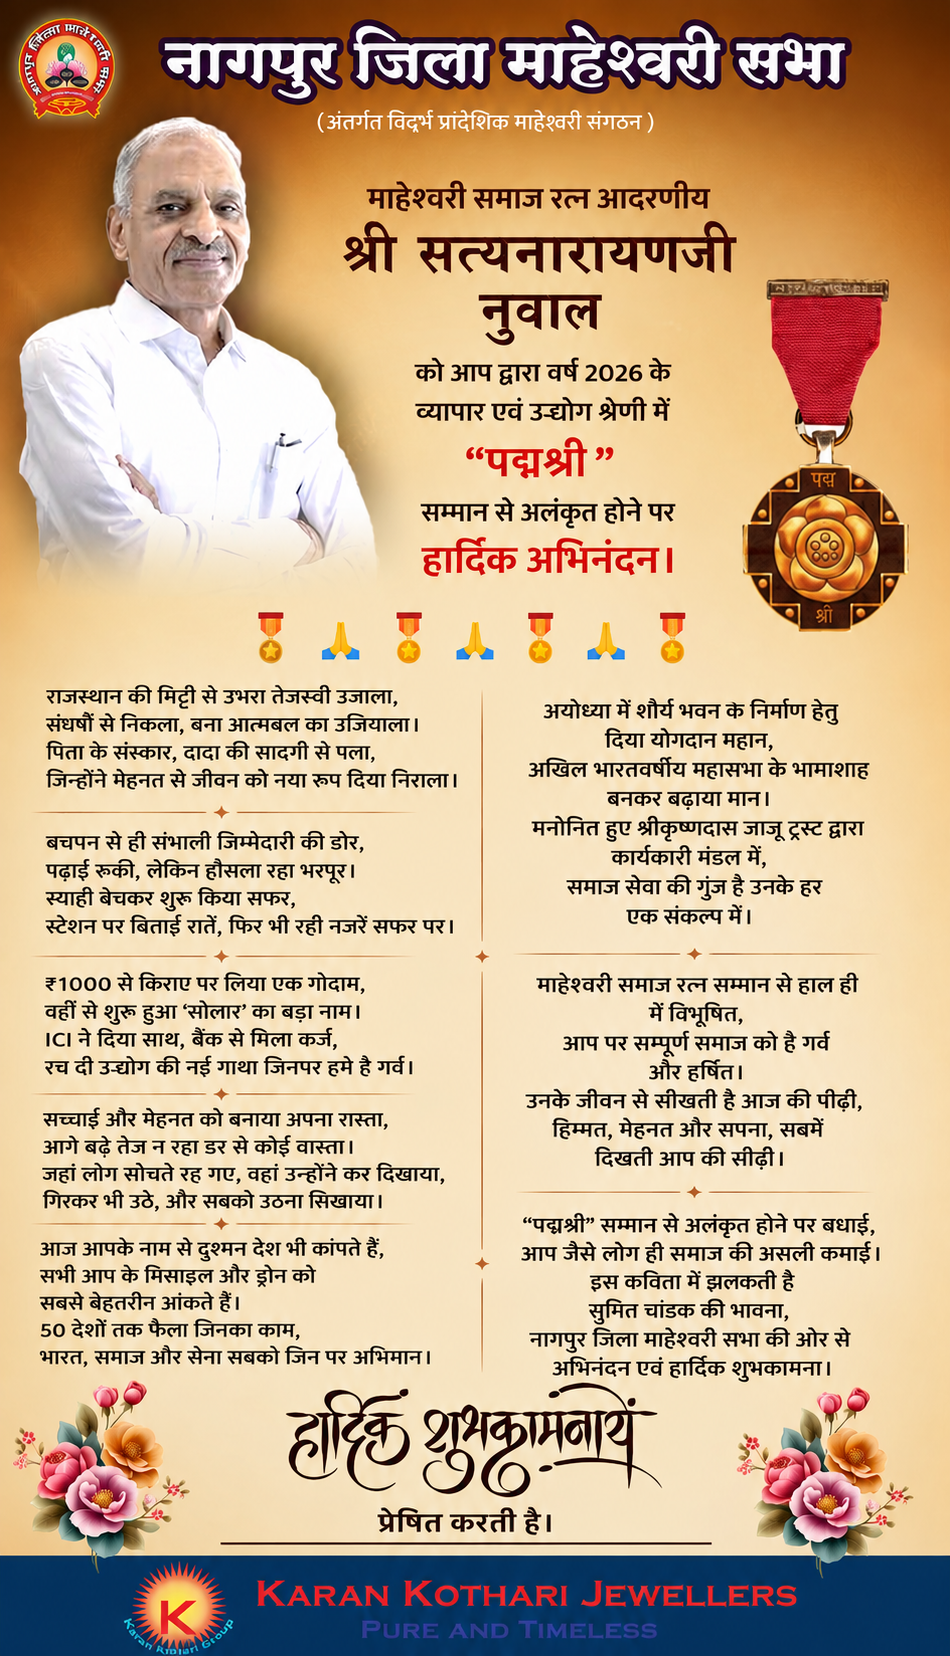 नागपुर जिला माहेश्वरी सभा
नागपुर जिला माहेश्वरी सभा
(अंतर्गत विदर्भ प्रांदेशिक माहेश्वरी संगठन )
माहेश्वरी समाज रत्न आदरणीय
श्री सत्यनारायणजी
नुवाल
को आप द्वारा वर्ष 2026 के
व्यापार एवं उद्योग श्रेणी में
“पद्मश्री ”
सम्मान से अलंकृत होने पर
हार्दिक अभिनंदन।
पद्म
श्री
राजस्थान की मिट्टी से उभरा तेजस्वी उजाला,
संघर्षों से निकला, बना आत्मबल का उजियाला।
पिता के संस्कार, दादा की सादगी से पला,
जिन्होंने मेहनत से जीवन को नया रूप दिया निराला।
बचपन से ही संभाली जिम्मेदारी की डोर,
पढ़ाई रुकी, लेकिन हौसला रहा भरपूर।
स्याही बेचकर शुरू किया सफर,
स्टेशन पर बिताई रातें, फिर भी रही नजरें सफर पर।
₹1000 से किराए पर लिया एक गोदाम,
वहीं से शुरू हुआ ‘सोलार’ का बड़ा नाम।
ICI ने दिया साथ, बैंक से मिला कर्ज,
रच दी उद्योग की नई गाथा जिनपर हमे है गर्व।
सच्चाई और मेहनत को बनाया अपना रास्ता,
आगे बढ़े तेज न रहा डर से कोई वास्ता।
जहां लोग सोचते रह गए, वहां उन्होंने कर दिखाया,
गिरकर भी उठे, और सबको उठना सिखाया।
आज आपके नाम से दुश्मन देश भी कांपते हैं,
सभी आप के मिसाइल और ड्रोन को
सबसे बेहतरीन आंकते हैं।
50 देशों तक फैला जिनका काम,
भारत, समाज और सेना सबको जिन पर अभिमान।
अयोध्या में शौर्य भवन के निर्माण हेतु
दिया योगदान महान,
अखिल भारतवर्षीय महासभा के भामाशाह
बनकर बढ़ाया मान।
मनोनित हुए श्रीकृष्णदास जाजू ट्रस्ट द्वारा
कार्यकारी मंडल में,
समाज सेवा की गुंज है उनके हर
एक संकल्प में।
माहेश्वरी समाज रत्न सम्मान से हाल ही
में विभूषित,
आप पर सम्पूर्ण समाज को है गर्व
और हर्षित।
उनके जीवन से सीखती है आज की पीढ़ी,
हिम्मत, मेहनत और सपना, सबमें
दिखती आप की सीढ़ी।
“पद्मश्री” सम्मान से अलंकृत होने पर बधाई,
आप जैसे लोग ही समाज की असली कमाई।
इस कविता में झलकती है
सुमित चांडक की भावना,
नागपुर जिला माहेश्वरी सभा की ओर से
अभिनंदन एवं हार्दिक शुभकामना।
हार्दिक शुभकामंनायें
प्रेषित करती है।
K
Karan Kothari Group
KARAN KOTHARI JEWELLERS
PURE AND TIMELESS